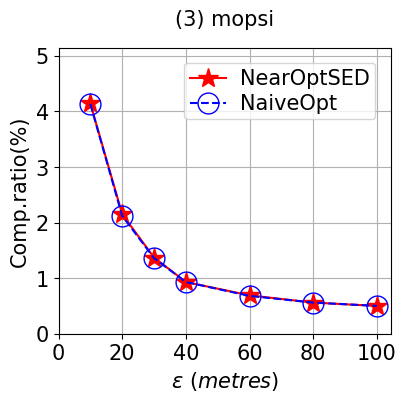 (3) mopsi
NearOptSED
NaiveOpt
Comp.ratio(%)
5
4
3
2
1
0
0 20 40 60 80 100
ε (metres)